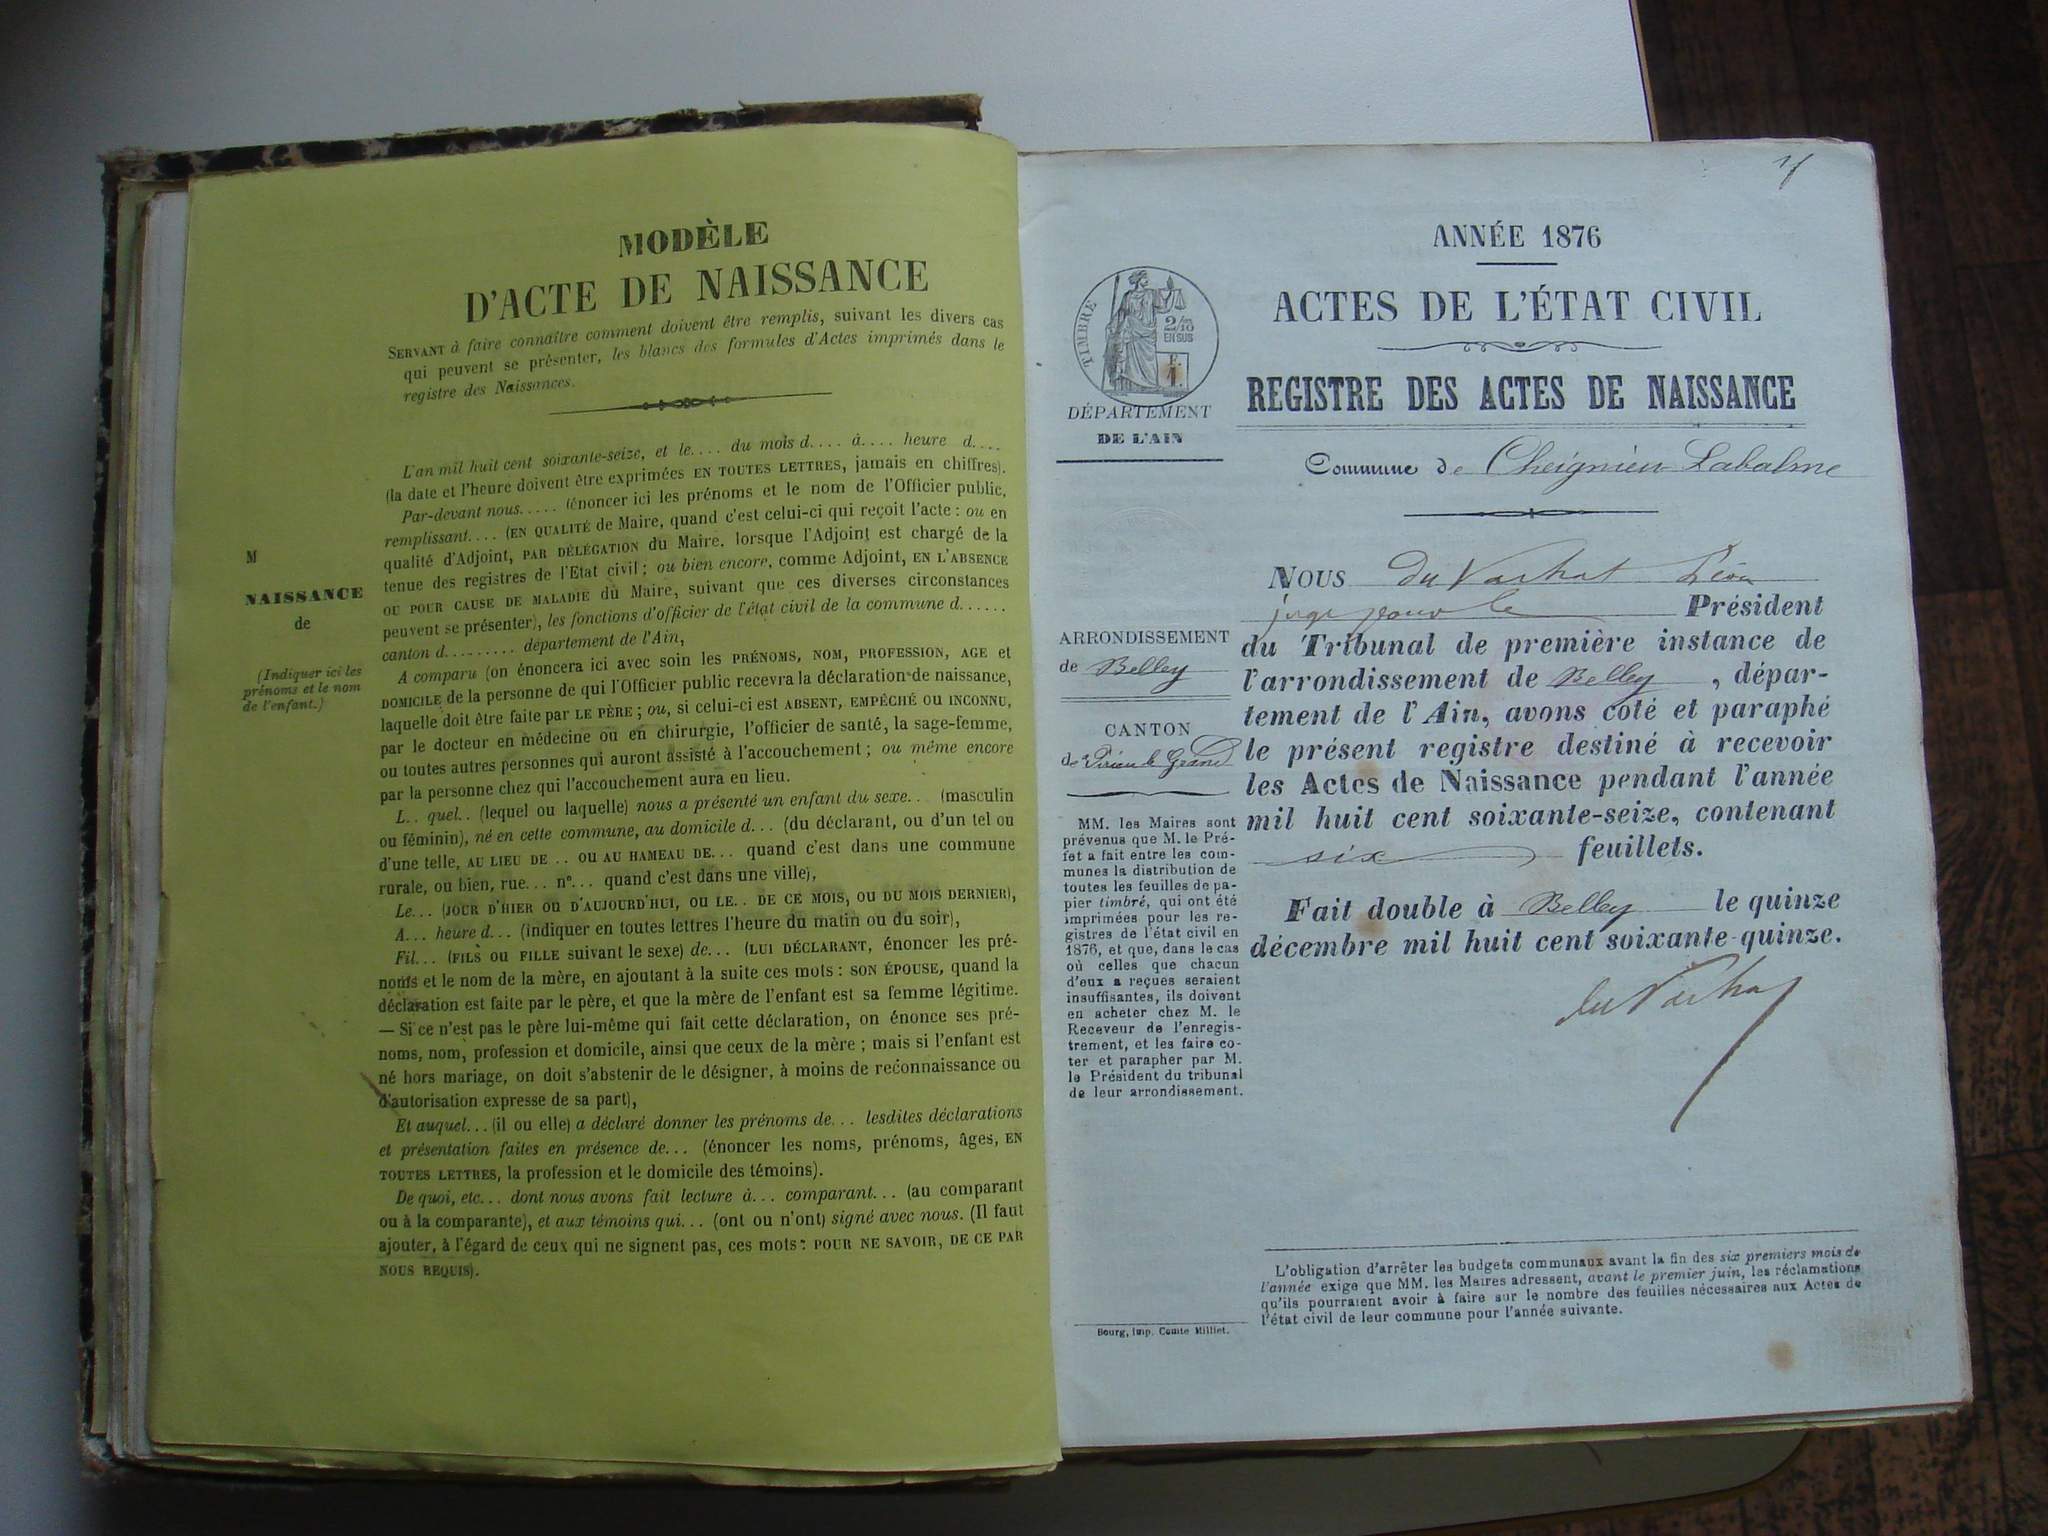 MODÈLE
D'ACTE DE NAISSANCE
SERVANT à faire connaître comment doivent être remplis, suivant les divers cas
qui peuvent se présenter, les blancs des formules d'Actes imprimés dans le
registre des Naissances.
M
NAISSANCE
de
(Indiquer ici les
prénoms et le nom
de l'enfant.)
L'an mil huit cent soixante-seize, et le.... du mois d.... à.... heure d....
(la date et l'heure doivent être exprimées EN TOUTES LETTRES, jamais en chiffres).
Par-devant nous..... (énoncer ici les prénoms et le nom de l'Officier public,
remplissant.... (EN QUALITÉ de Maire, quand c'est celui-ci qui reçoit l'acte : ou en
qualité d'Adjoint, PAR DÉLÉGATION du Maire. lorsque l'Adjoint est chargé de la
tenue des registres de l'Etat civil ; ou bien encore, comme Adjoint, EN L'ABSENCE
OU POUR CAUSE DE MALADIE du Maire, suivant que ces diverses circonstances
peuvent se présenter), les fonctions d'officier de l'état civil de la commune d......
canton d......... département de l'Ain,
A comparu (on énoncera ici avec soin les PRÉNOMS, NOM, PROFESSION, AGE et
DOMICILE de la personne de qui l'Officier public recevra la déclaration de naissance,
laquelle doit être faite par LE PÈRE ; ou, si celui-ci est ABSENT, EMPÊCHÉ OU INCONNU,
par le docteur en médecine ou en chirurgie, l'officier de santé, la sage-femme,
ou toutes autres personnes qui auront assisté à l'accouchement ; ou même encore
par la personne chez qui l'accouchement aura eu lieu.
L.. quel.. (lequel ou laquelle) nous a présenté un enfant du sexe.. (masculin
ou féminin), né en cette commune, au domicile d... (du déclarant, ou d'un tel ou
d'une telle, AU LIEU DE .. OU AU HAMEAU DE... quand c'est dans une commune
rurale, ou bien, rue... n°... quand c'est dans une ville),
Le... (JOUR D'HIER OU D'AUJOURD'HUI, OU LE.. DE CE MOIS, OU DU MOIS DERNIER),
A... heure d... (indiquer en toutes lettres l'heure du matin ou du soir),
Fil... (FILS OU FILLE suivant le sexe) de... (LUI DÉCLARANT, énoncer les pré-
noms et le nom de la mère, en ajoutant à la suite ces mots : SON ÉPOUSE, quand la
déclaration est faite par le père, et que la mère de l'enfant est sa femme légitime.
— Si ce n'est pas le père lui-même qui fait cette déclaration, on énonce ses pré-
noms, nom, profession et domicile, ainsi que ceux de la mère ; mais si l'enfant est
né hors mariage, on doit s'abstenir de le désigner, à moins de reconnaissance ou
d'autorisation expresse de sa part),
Et auquel... (il ou elle) a déclaré donner les prénoms de... lesdites déclarations
et présentation faites en présence de... (énoncer les noms, prénoms, âges, EN
TOUTES LETTRES, la profession et le domicile des témoins).
De quoi, etc... dont nous avons fait lecture à... comparant... (au comparant
ou à la comparante), et aux témoins qui... (ont ou n'ont) signé avec nous. (Il faut
ajouter, à l'égard de ceux qui ne signent pas, ces mots : POUR NE SAVOIR, DE CE PAR
NOUS REQUIS).
ANNÉE 1876
ACTES DE L'ÉTAT CIVIL
REGISTRE DES ACTES DE NAISSANCE
Commune de Cheignieu Labalme
TIMBRE
2/10
EN SUS
F.
1.
DÉPARTEMENT
DE L'AIN
ARRONDISSEMENT
de Belley
CANTON
de Virieu le Grand
MM. les Maires sont
prévenus que M. le Pré-
fet a fait entre les com-
munes la distribution de
toutes les feuilles de pa-
pier timbré, qui ont été
imprimées pour les re-
gistres de l'état civil en
1876, et que, dans le cas
où celles que chacun
d'eux a reçues seraient
insuffisantes, ils doivent
en acheter chez M. le
Receveur de l'enregis-
trement, et les faire co-
ter et parapher par M.
le Président du tribunal
de leur arrondissement.
NOUS du Vachat Léon
juge pour le Président
du Tribunal de première instance de
l'arrondissement de Belley, dépar-
tement de l'Ain, avons coté et paraphé
le présent registre destiné à recevoir
les Actes de Naissance pendant l'année
mil huit cent soixante-seize, contenant
six feuillets.
Fait double à Belley le quinze
décembre mil huit cent soixante-quinze.
du Vachat
L'obligation d'arrêter les budgets communaux avant la fin des six premiers mois de
l'année exige que MM. les Maires adressent, avant le premier juin, les réclamations
qu'ils pourraient avoir à faire sur le nombre des feuilles nécessaires aux Actes de
l'état civil de leur commune pour l'année suivante.
Bourg, Imp. Comte Milliet.